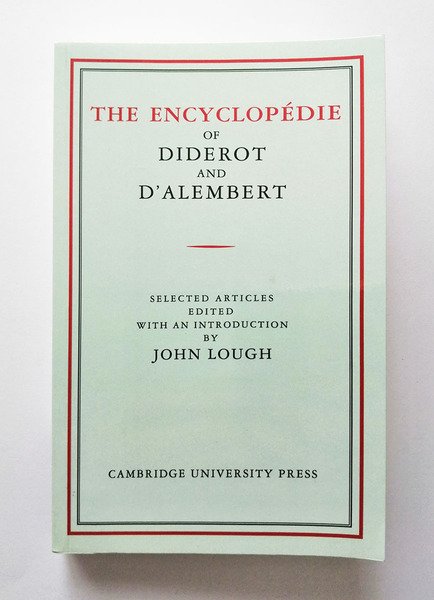 THE ENCYCLOPÉDIE
OF
DIDEROT
AND
D'ALEMBERT
SELECTED ARTICLES
EDITED
WITH AN INTRODUCTION
BY
JOHN LOUGH
CAMBRIDGE UNIVERSITY PRESS